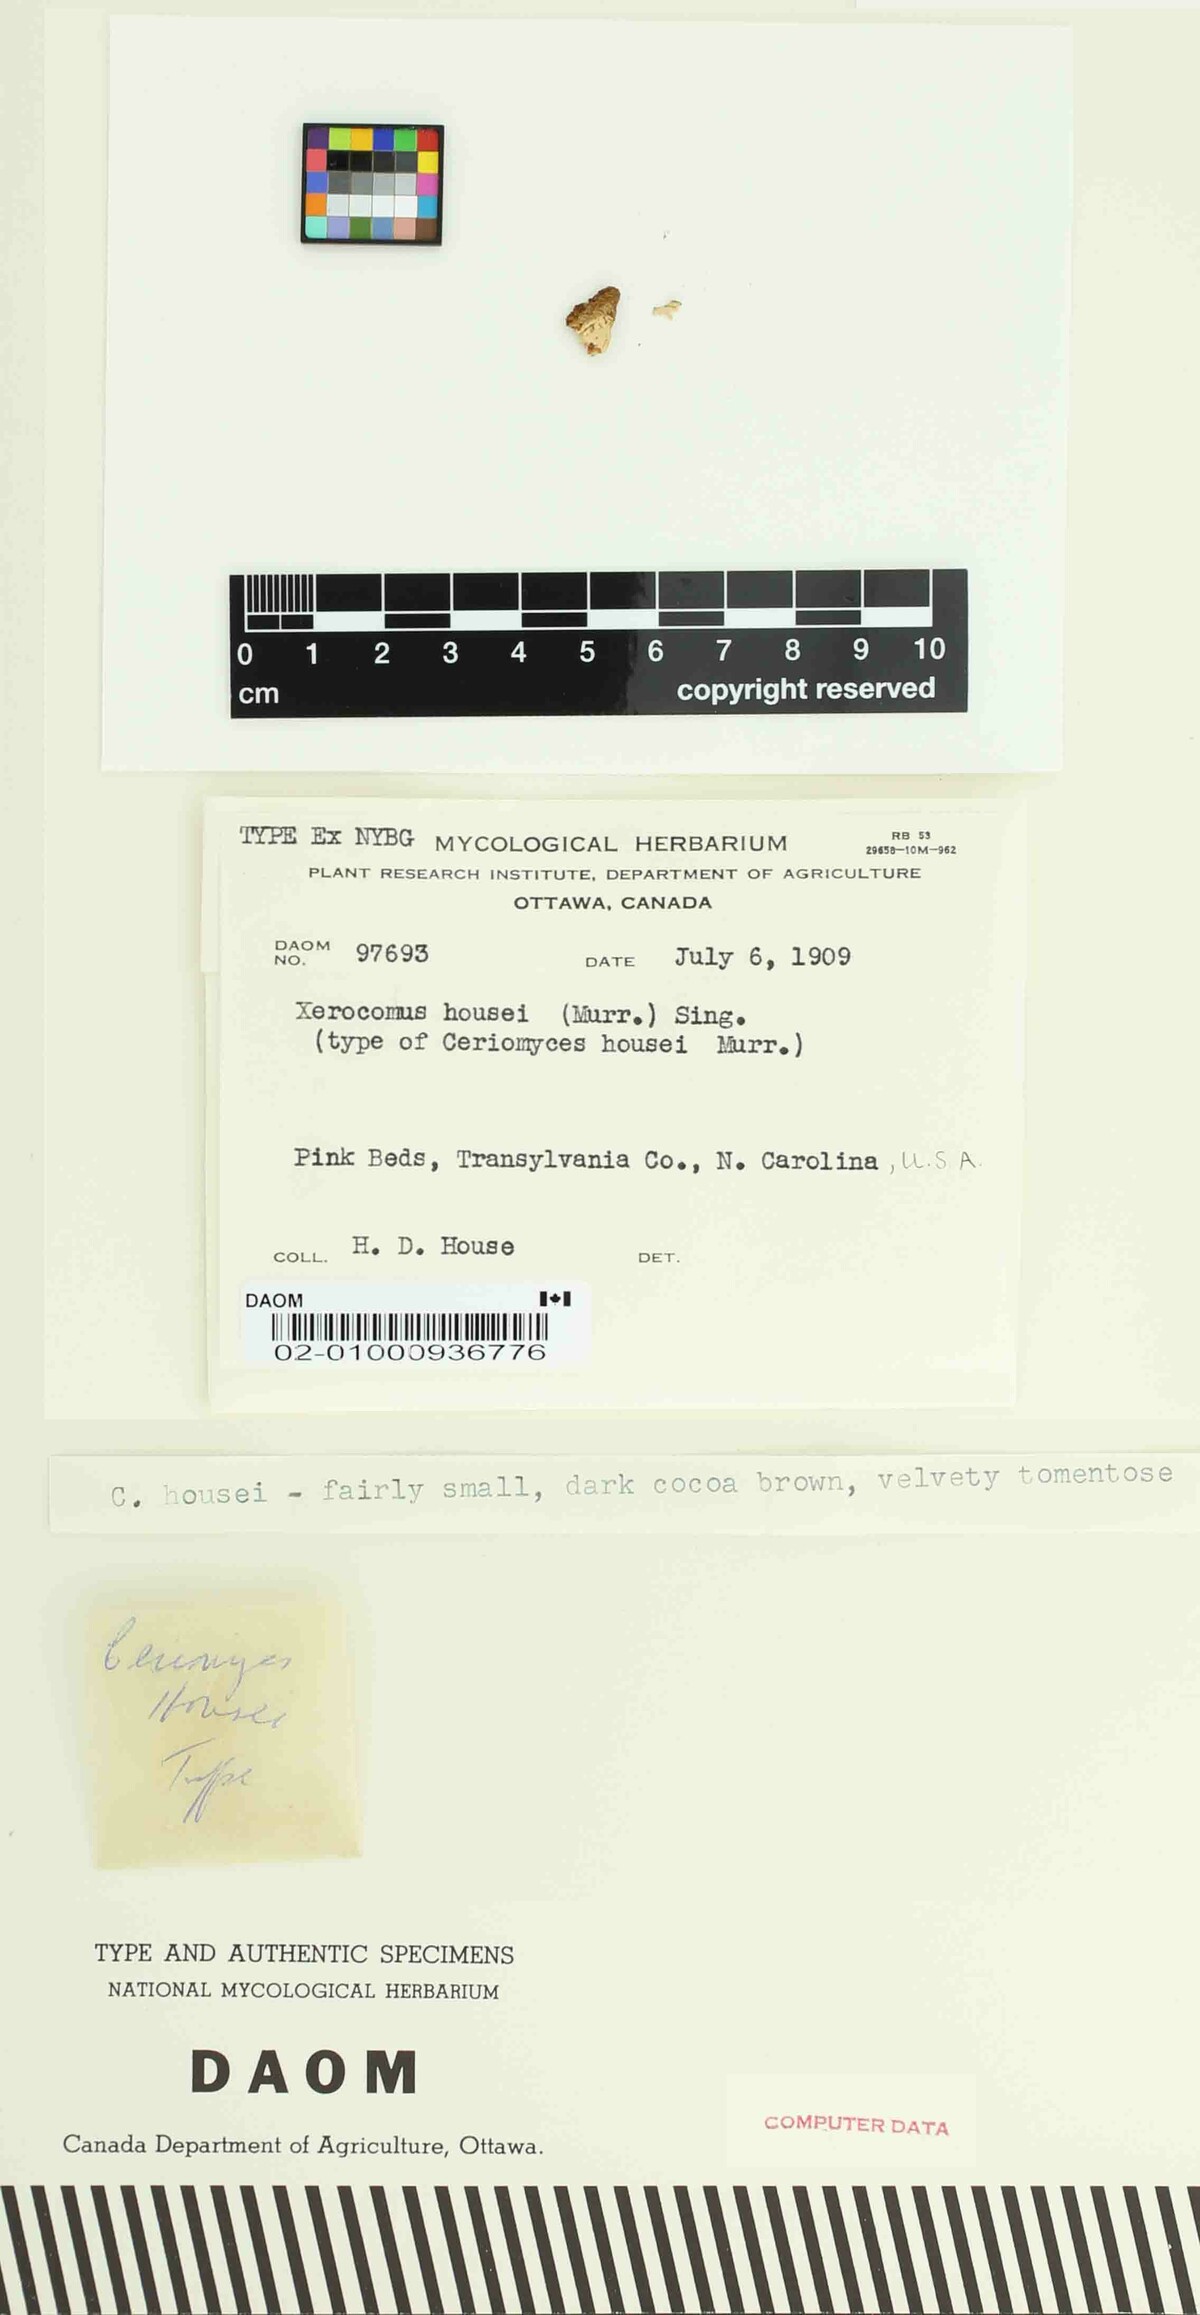 0 1 2 3 4 5 6 7 8 9 10
cm copyright reserved
TYPE Ex NYBG MYCOLOGICAL HERBARIUM RB 53
29658-10M-962
PLANT RESEARCH INSTITUTE, DEPARTMENT OF AGRICULTURE
OTTAWA, CANADA
DAOM NO. 97693 DATE July 6, 1909
Xerocomus housei (Murr.) Sing.
(type of Ceriomyces housei Murr.)
Pink Beds, Transylvania Co., N. Carolina, U.S.A.
COLL. H. D. House DET.
DAOM
02-01000936776
C. housei - fairly small, dark cocoa brown, velvety tomentose
Ceriomyces
Housei
Type
TYPE AND AUTHENTIC SPECIMENS
NATIONAL MYCOLOGICAL HERBARIUM
DAOM
Canada Department of Agriculture, Ottawa.
COMPUTER DATA